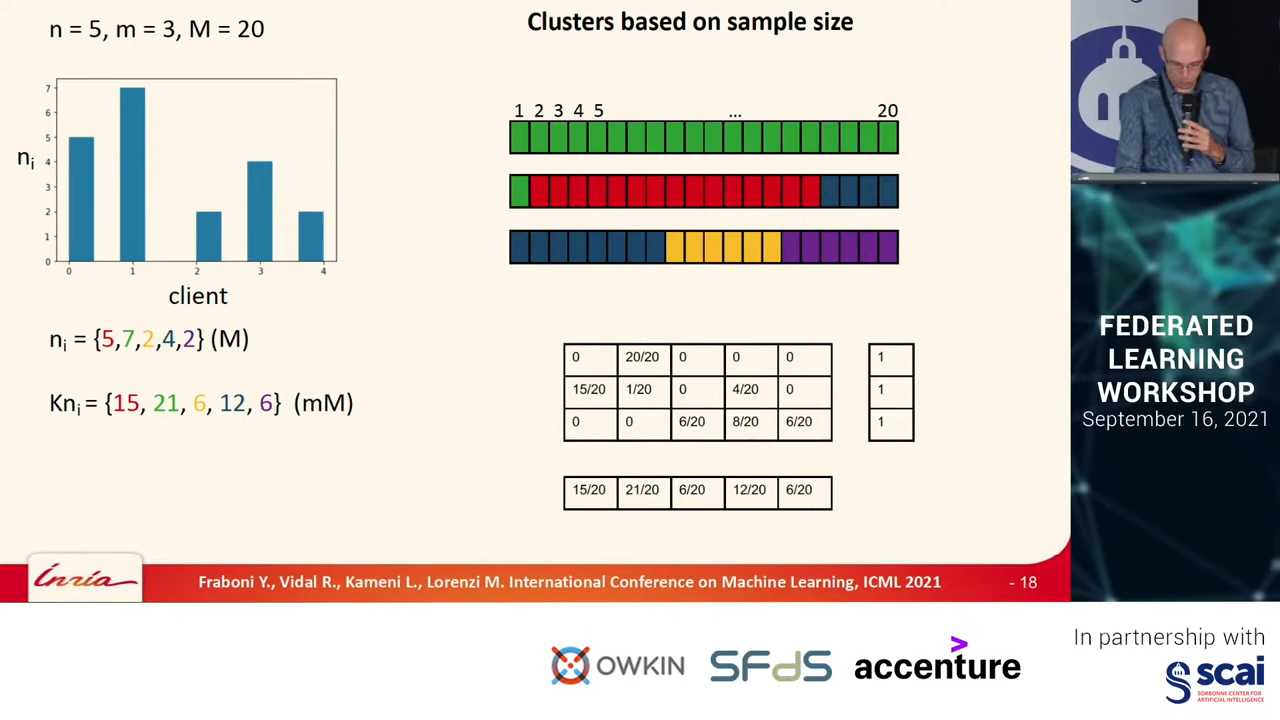 n = 5, m = 3, M = 20
Clusters based on sample size
1 2 3 4 5 ... 20
7
6
5
4
3
2
1
0
nᵢ
0 1 2 3 4
client
nᵢ = {5,7,2,4,2} (M)
Knᵢ = {15, 21, 6, 12, 6} (mM)
0 20/20 0 0 0 1
15/20 1/20 0 4/20 0 1
0 0 6/20 8/20 6/20 1
15/20 21/20 6/20 12/20 6/20
Inria
Fraboni Y., Vidal R., Kameni L., Lorenzi M. International Conference on Machine Learning, ICML 2021
- 18
FEDERATED
LEARNING
WORKSHOP
September 16, 2021
In partnership with
OWKIN
SFdS
accenture
scai
SORBONNE CENTER FOR
ARTIFICIAL INTELLIGENCE